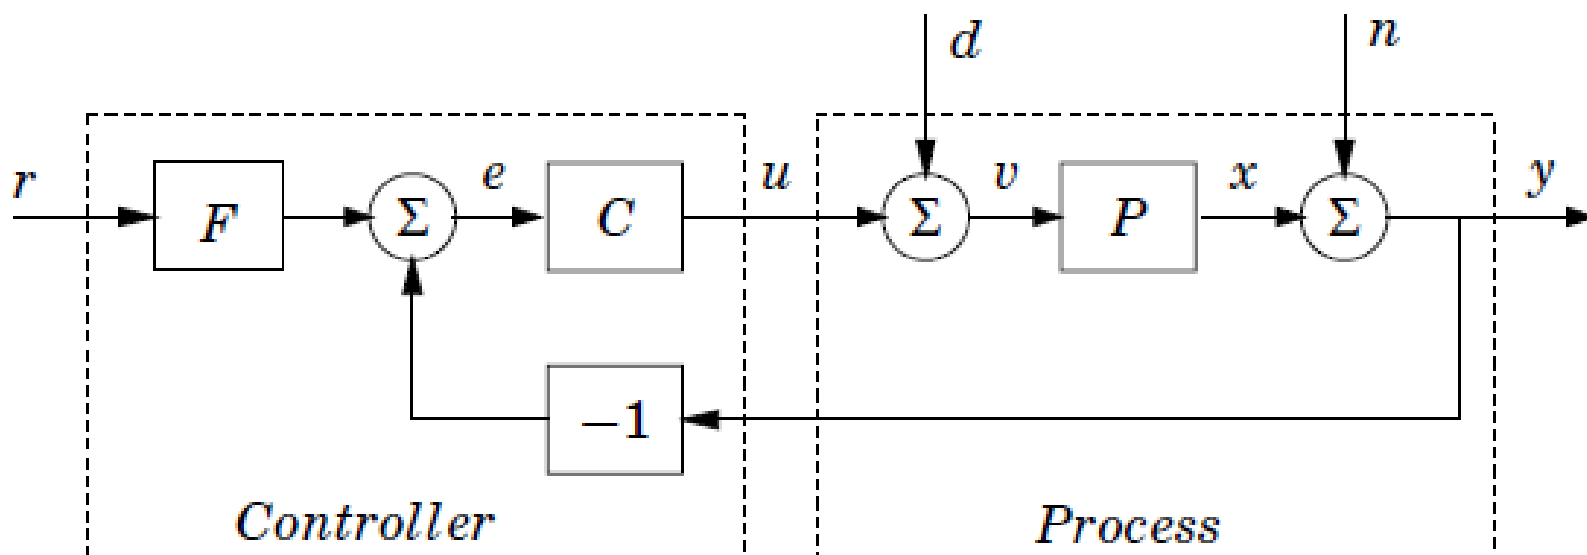 d n
r F Σ e C u Σ v P x Σ y
−1
Controller Process